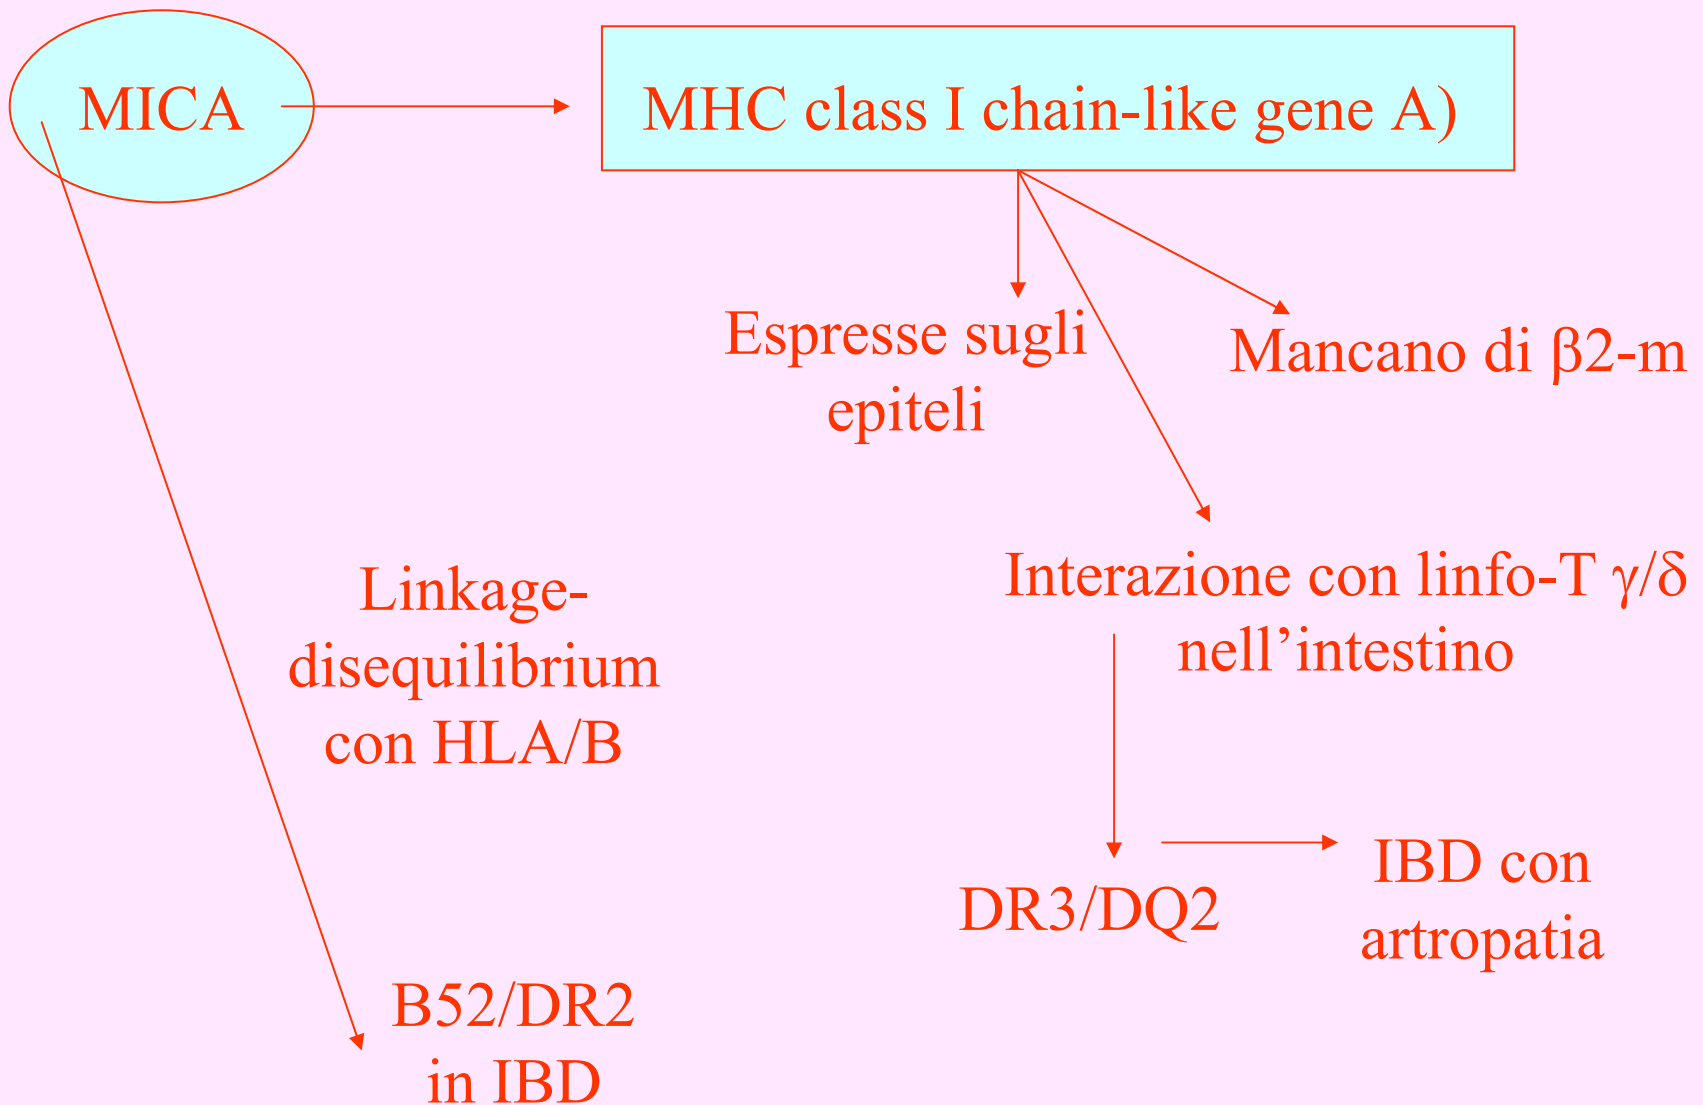 MICA
MHC class I chain-like gene A)
Espresse sugli
epiteli
Mancano di β2-m
Interazione con linfo-T γ/δ
nell’intestino
Linkage-
disequilibrium
con HLA/B
DR3/DQ2
IBD con
artropatia
B52/DR2
in IBD